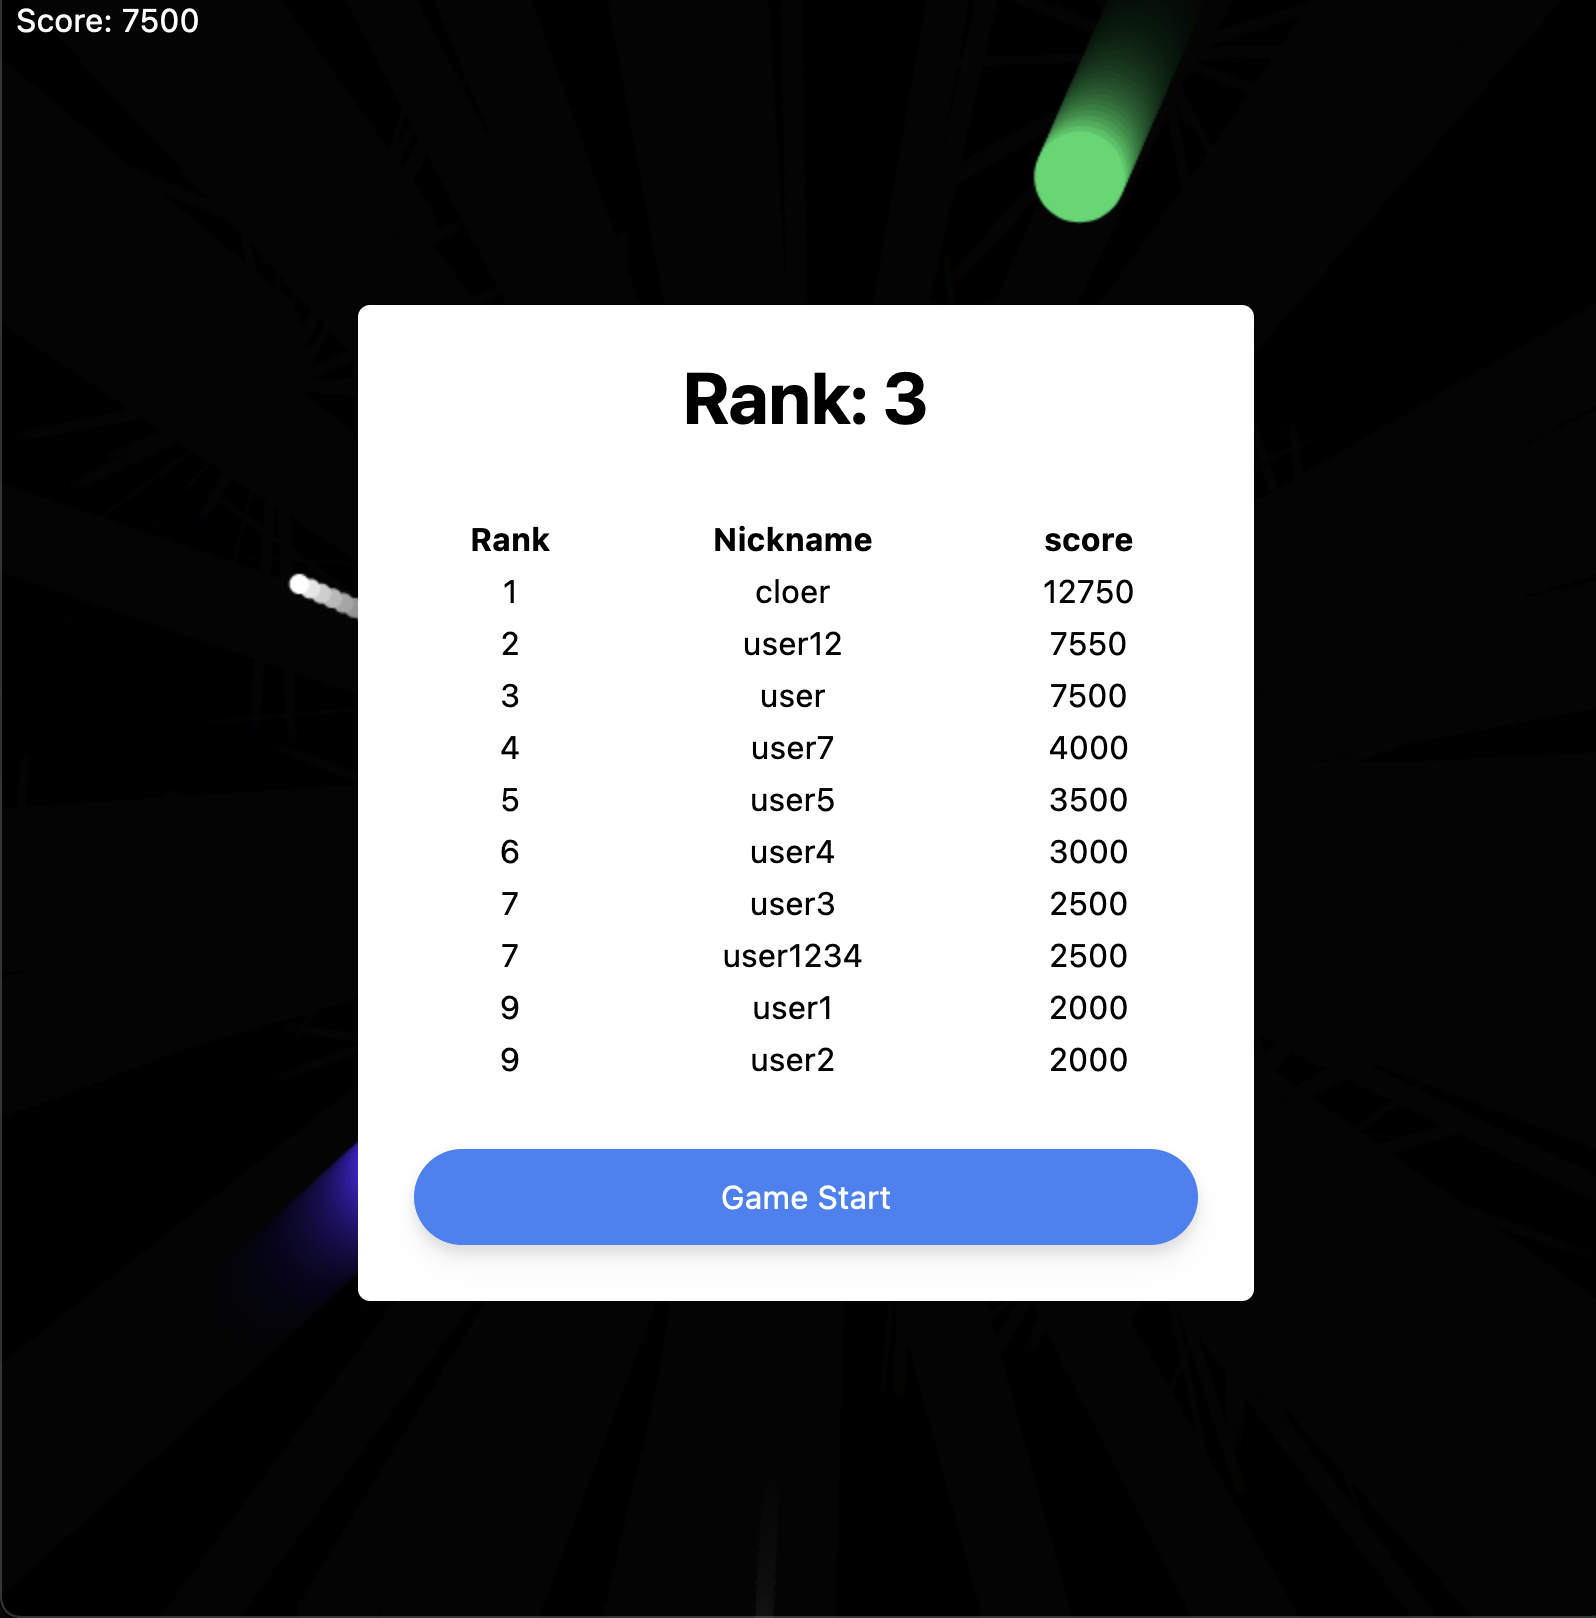 Score: 7500
Rank: 3
Rank Nickname score
1 cloer 12750
2 user12 7550
3 user 7500
4 user7 4000
5 user5 3500
6 user4 3000
7 user3 2500
7 user1234 2500
9 user1 2000
9 user2 2000
Game Start